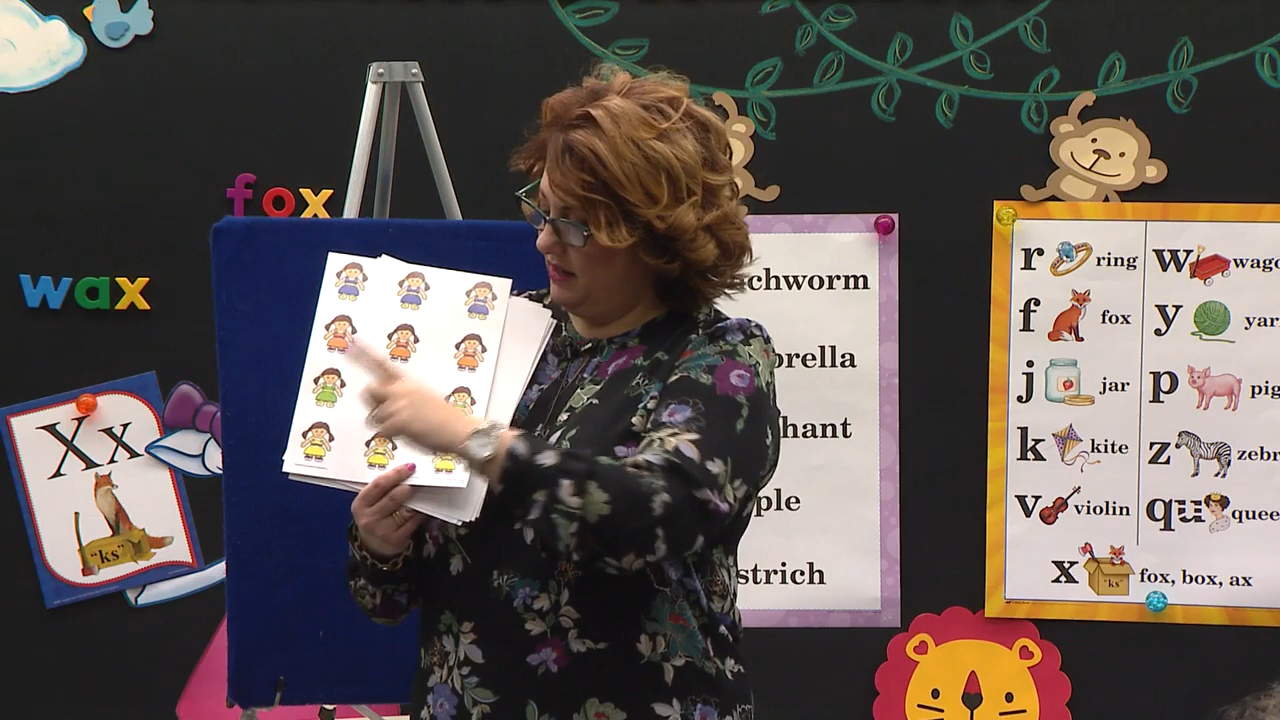 fox
wax
Xx
"ks"
chworm
brella
hant
ple
strich
r ring
f fox
j jar
k kite
v violin
w wago
y yar
p pig
z zebr
qu quee
x "ks" fox, box, ax